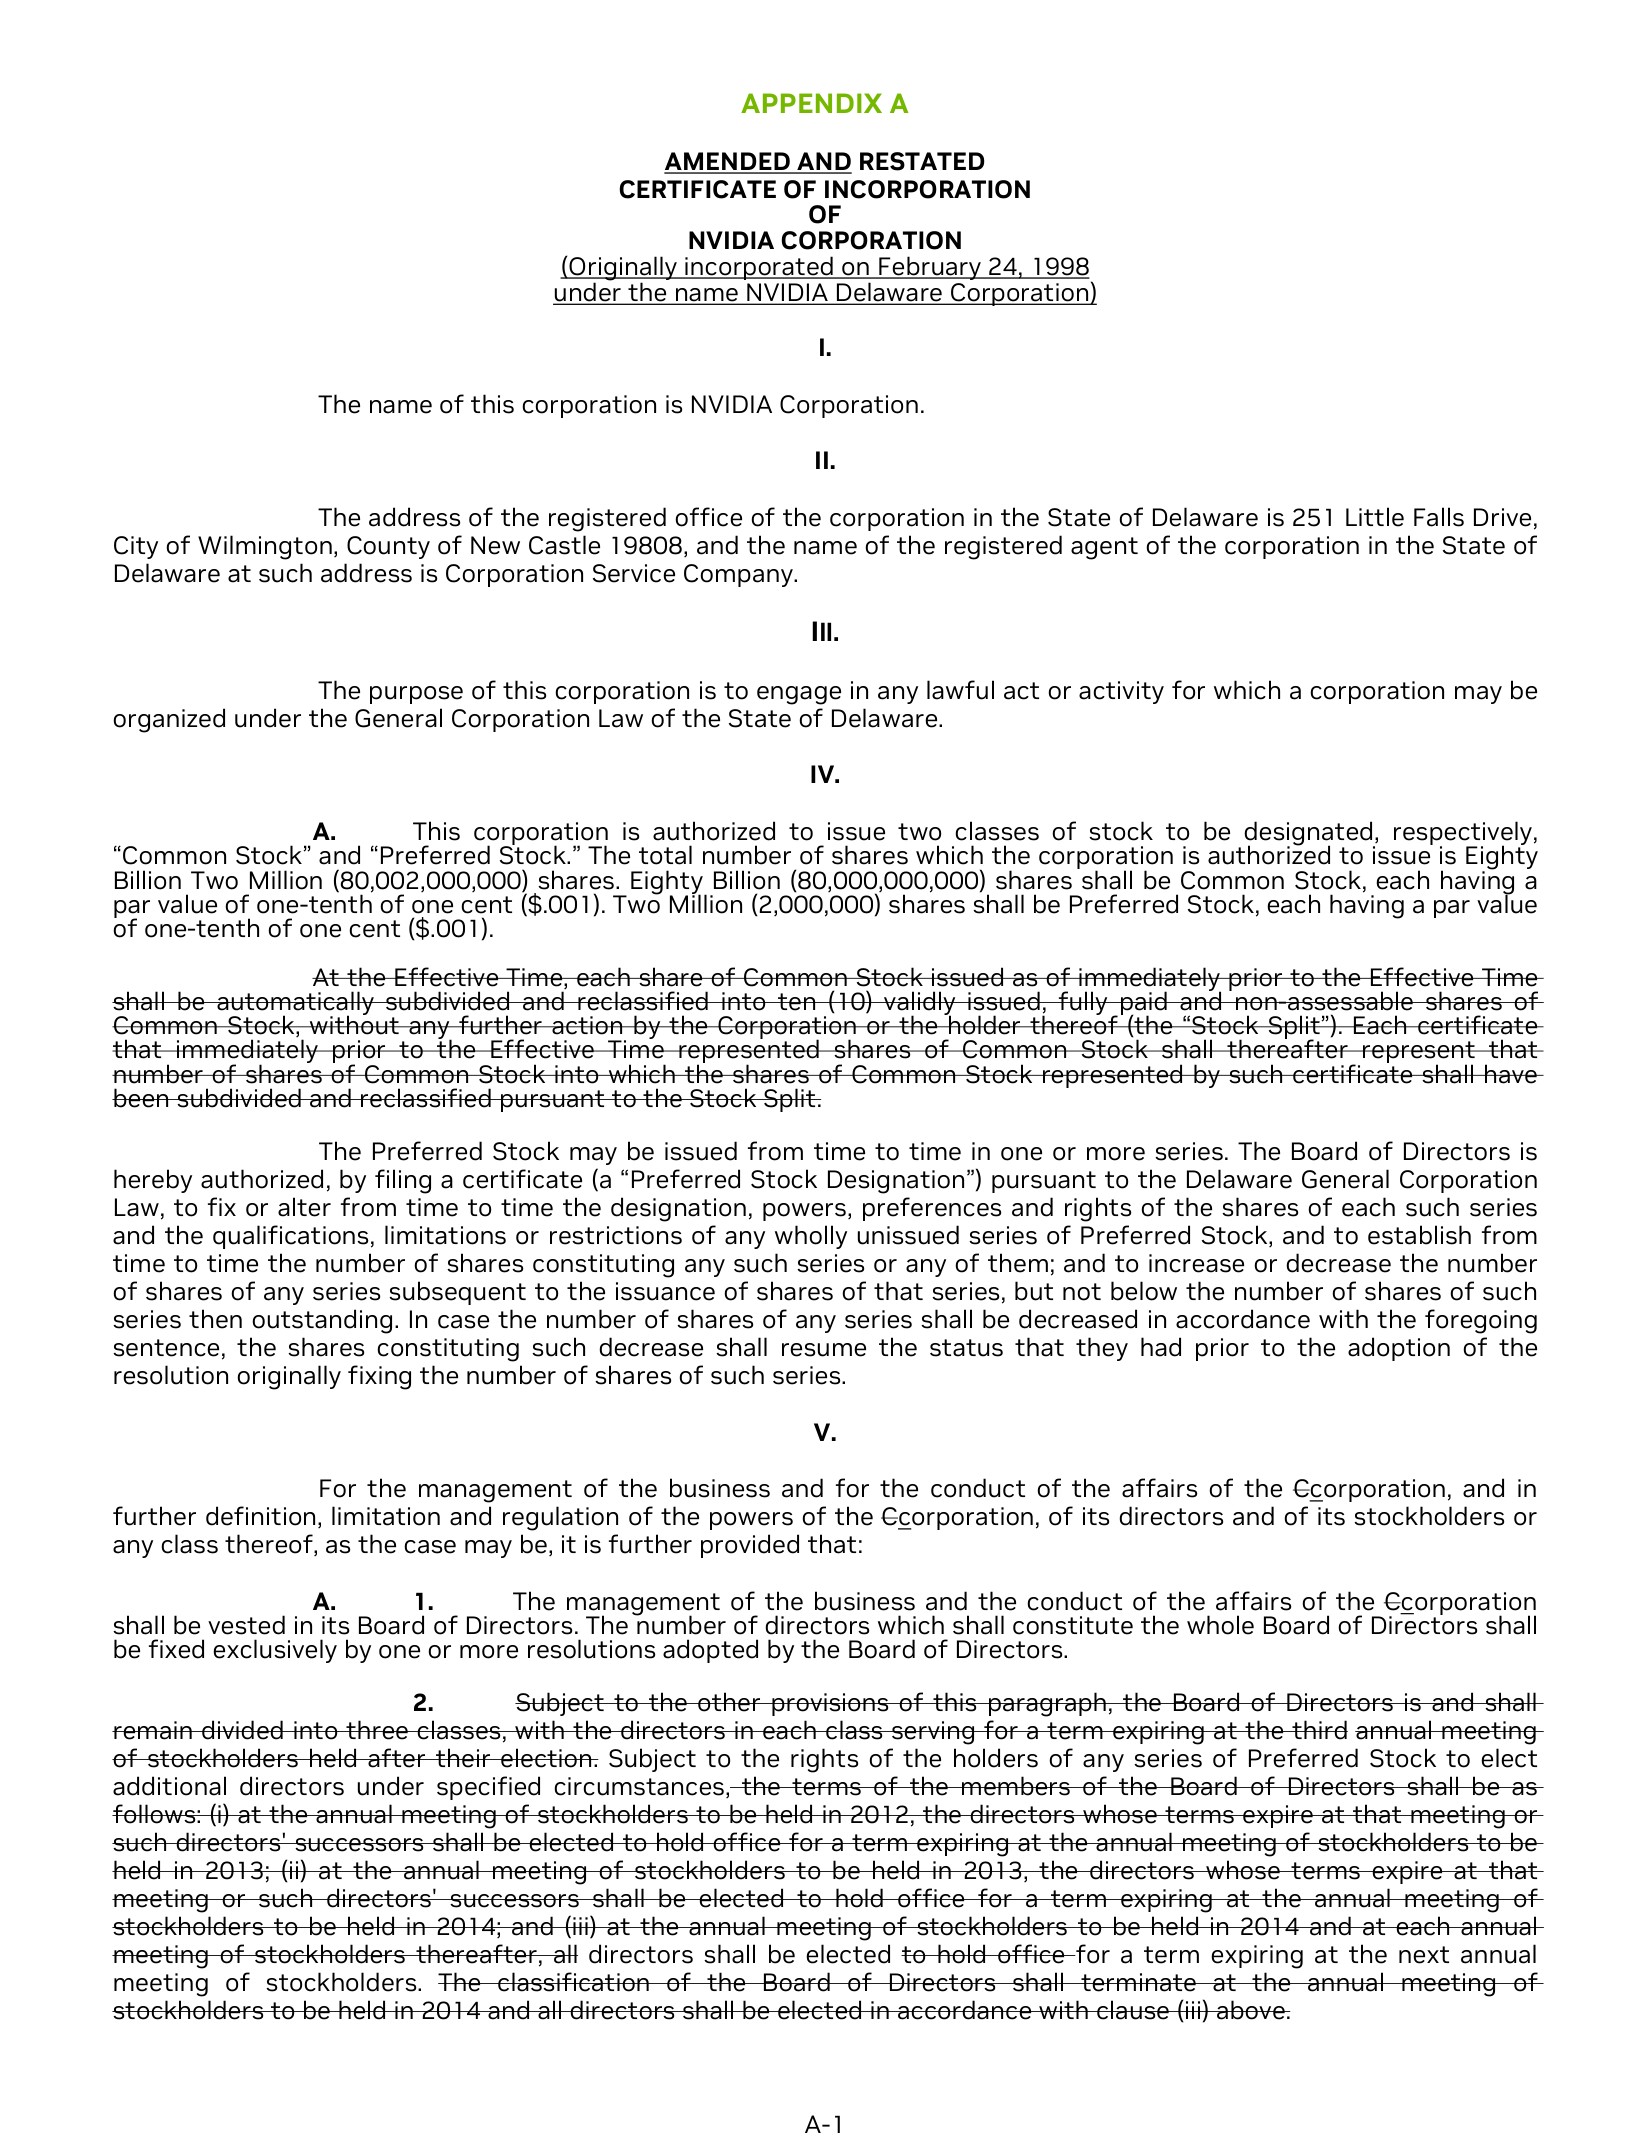 APPENDIX A
AMENDED AND RESTATED
CERTIFICATE OF INCORPORATION
OF
NVIDIA CORPORATION
(Originally incorporated on February 24, 1998
under the name NVIDIA Delaware Corporation)
I.
The name of this corporation is NVIDIA Corporation.
II.
The address of the registered office of the corporation in the State of Delaware is 251 Little Falls Drive,
City of Wilmington, County of New Castle 19808, and the name of the registered agent of the corporation in the State of
Delaware at such address is Corporation Service Company.
III.
The purpose of this corporation is to engage in any lawful act or activity for which a corporation may be
organized under the General Corporation Law of the State of Delaware.
IV.
A. This corporation is authorized to issue two classes of stock to be designated, respectively,
“Common Stock” and “Preferred Stock.” The total number of shares which the corporation is authorized to issue is Eighty
Billion Two Million (80,002,000,000) shares. Eighty Billion (80,000,000,000) shares shall be Common Stock, each having a
par value of one-tenth of one cent ($.001). Two Million (2,000,000) shares shall be Preferred Stock, each having a par value
of one-tenth of one cent ($.001).
At the Effective Time, each share of Common Stock issued as of immediately prior to the Effective Time
shall be automatically subdivided and reclassified into ten (10) validly issued, fully paid and non-assessable shares of
Common Stock, without any further action by the Corporation or the holder thereof (the “Stock Split”). Each certificate
that immediately prior to the Effective Time represented shares of Common Stock shall thereafter represent that
number of shares of Common Stock into which the shares of Common Stock represented by such certificate shall have
been subdivided and reclassified pursuant to the Stock Split.
The Preferred Stock may be issued from time to time in one or more series. The Board of Directors is
hereby authorized, by filing a certificate (a “Preferred Stock Designation”) pursuant to the Delaware General Corporation
Law, to fix or alter from time to time the designation, powers, preferences and rights of the shares of each such series
and the qualifications, limitations or restrictions of any wholly unissued series of Preferred Stock, and to establish from
time to time the number of shares constituting any such series or any of them; and to increase or decrease the number
of shares of any series subsequent to the issuance of shares of that series, but not below the number of shares of such
series then outstanding. In case the number of shares of any series shall be decreased in accordance with the foregoing
sentence, the shares constituting such decrease shall resume the status that they had prior to the adoption of the
resolution originally fixing the number of shares of such series.
V.
For the management of the business and for the conduct of the affairs of the Ccorporation, and in
further definition, limitation and regulation of the powers of the Ccorporation, of its directors and of its stockholders or
any class thereof, as the case may be, it is further provided that:
A. 1. The management of the business and the conduct of the affairs of the Ccorporation
shall be vested in its Board of Directors. The number of directors which shall constitute the whole Board of Directors shall
be fixed exclusively by one or more resolutions adopted by the Board of Directors.
2. Subject to the other provisions of this paragraph, the Board of Directors is and shall
remain divided into three classes, with the directors in each class serving for a term expiring at the third annual meeting
of stockholders held after their election. Subject to the rights of the holders of any series of Preferred Stock to elect
additional directors under specified circumstances, the terms of the members of the Board of Directors shall be as
follows: (i) at the annual meeting of stockholders to be held in 2012, the directors whose terms expire at that meeting or
such directors' successors shall be elected to hold office for a term expiring at the annual meeting of stockholders to be
held in 2013; (ii) at the annual meeting of stockholders to be held in 2013, the directors whose terms expire at that
meeting or such directors' successors shall be elected to hold office for a term expiring at the annual meeting of
stockholders to be held in 2014; and (iii) at the annual meeting of stockholders to be held in 2014 and at each annual
meeting of stockholders thereafter, all directors shall be elected to hold office for a term expiring at the next annual
meeting of stockholders. The classification of the Board of Directors shall terminate at the annual meeting of
stockholders to be held in 2014 and all directors shall be elected in accordance with clause (iii) above.
A-1